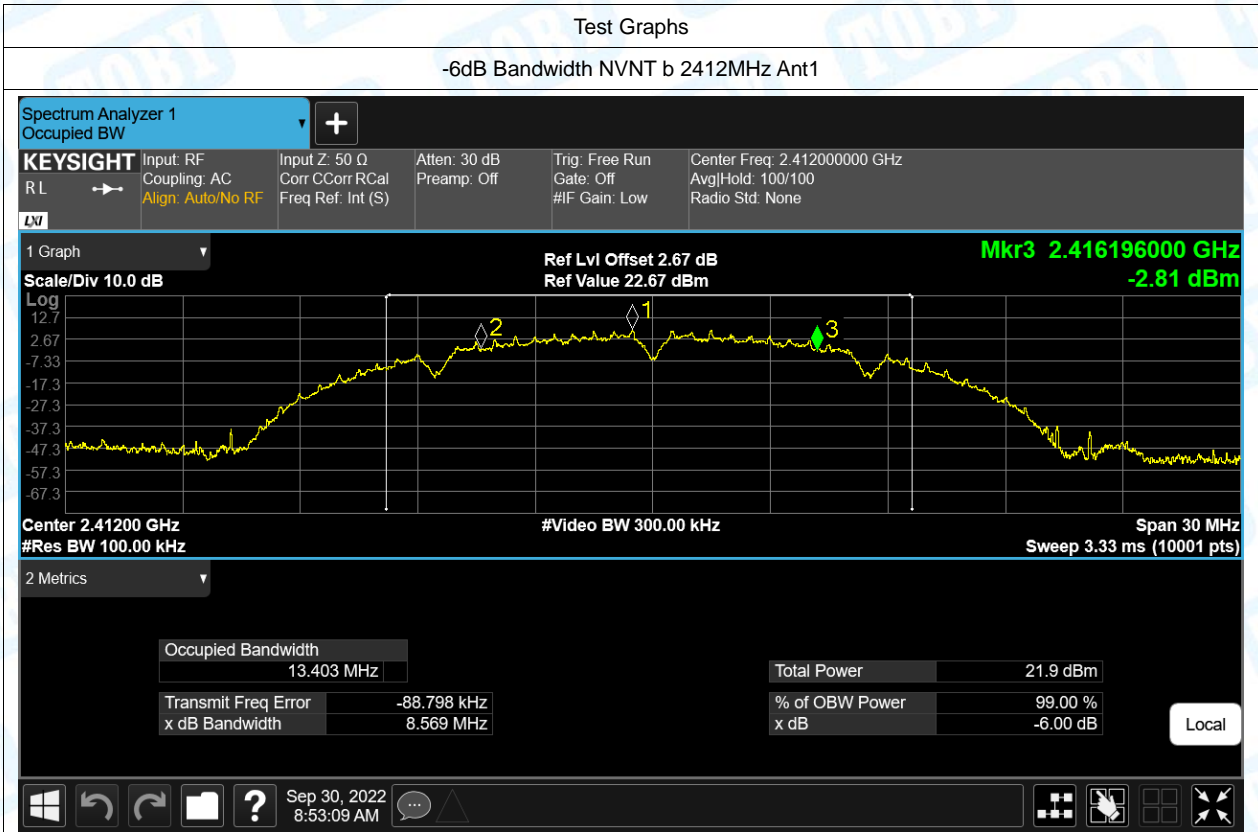 Test Graphs
-6dB Bandwidth NVNT b 2412MHz Ant1
Spectrum Analyzer 1
Occupied BW
KEYSIGHT
R L
LXI
Input: RF
Coupling: AC
Align: Auto/No RF
Input Z: 50 Ω
Corr CCorr RCal
Freq Ref: Int (S)
Atten: 30 dB
Preamp: Off
Trig: Free Run
Gate: Off
#IF Gain: Low
Center Freq: 2.412000000 GHz
Avg|Hold: 100/100
Radio Std: None
1 Graph
Scale/Div 10.0 dB
Ref Lvl Offset 2.67 dB
Ref Value 22.67 dBm
Mkr3 2.416196000 GHz
-2.81 dBm
Log
12.7
2.67
-7.33
-17.3
-27.3
-37.3
-47.3
-57.3
-67.3
2
1
3
Center 2.41200 GHz
#Res BW 100.00 kHz
#Video BW 300.00 kHz
Span 30 MHz
Sweep 3.33 ms (10001 pts)
2 Metrics
Occupied Bandwidth
13.403 MHz
Transmit Freq Error -88.798 kHz
x dB Bandwidth 8.569 MHz
Total Power 21.9 dBm
% of OBW Power 99.00 %
x dB -6.00 dB
Local
Sep 30, 2022
8:53:09 AM
TOBY